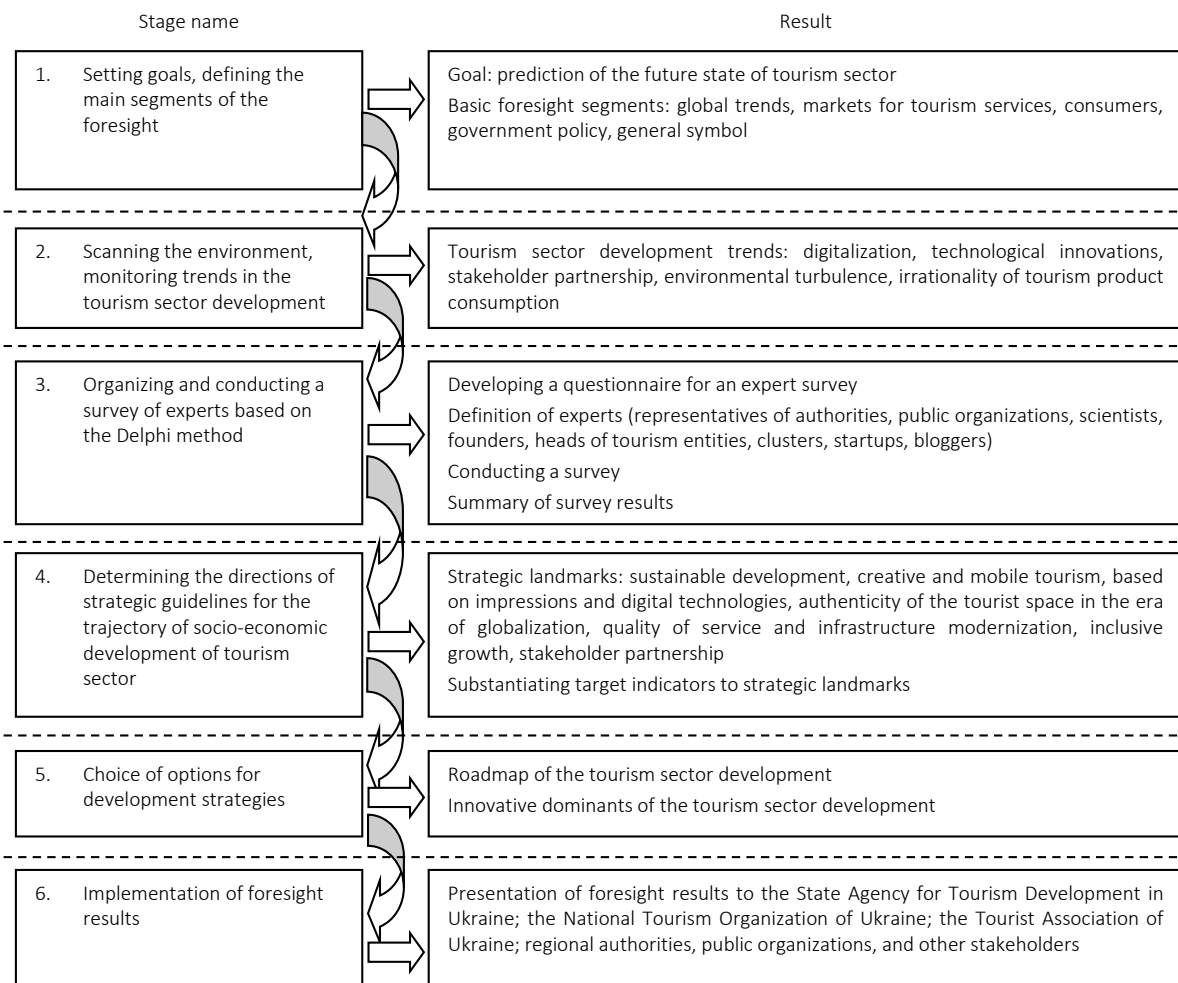 Stage name
Result
1. Setting goals, defining the
main segments of the
foresight
Goal: prediction of the future state of tourism sector
Basic foresight segments: global trends, markets for tourism services, consumers,
government policy, general symbol
2. Scanning the environment,
monitoring trends in the
tourism sector development
Tourism sector development trends: digitalization, technological innovations,
stakeholder partnership, environmental turbulence, irrationality of tourism product
consumption
3. Organizing and conducting a
survey of experts based on
the Delphi method
Developing a questionnaire for an expert survey
Definition of experts (representatives of authorities, public organizations, scientists,
founders, heads of tourism entities, clusters, startups, bloggers)
Conducting a survey
Summary of survey results
4. Determining the directions of
strategic guidelines for the
trajectory of socio-economic
development of tourism
sector
Strategic landmarks: sustainable development, creative and mobile tourism, based
on impressions and digital technologies, authenticity of the tourist space in the era
of globalization, quality of service and infrastructure modernization, inclusive
growth, stakeholder partnership
Substantiating target indicators to strategic landmarks
5. Choice of options for
development strategies
Roadmap of the tourism sector development
Innovative dominants of the tourism sector development
6. Implementation of foresight
results
Presentation of foresight results to the State Agency for Tourism Development in
Ukraine; the National Tourism Organization of Ukraine; the Tourist Association of
Ukraine; regional authorities, public organizations, and other stakeholders